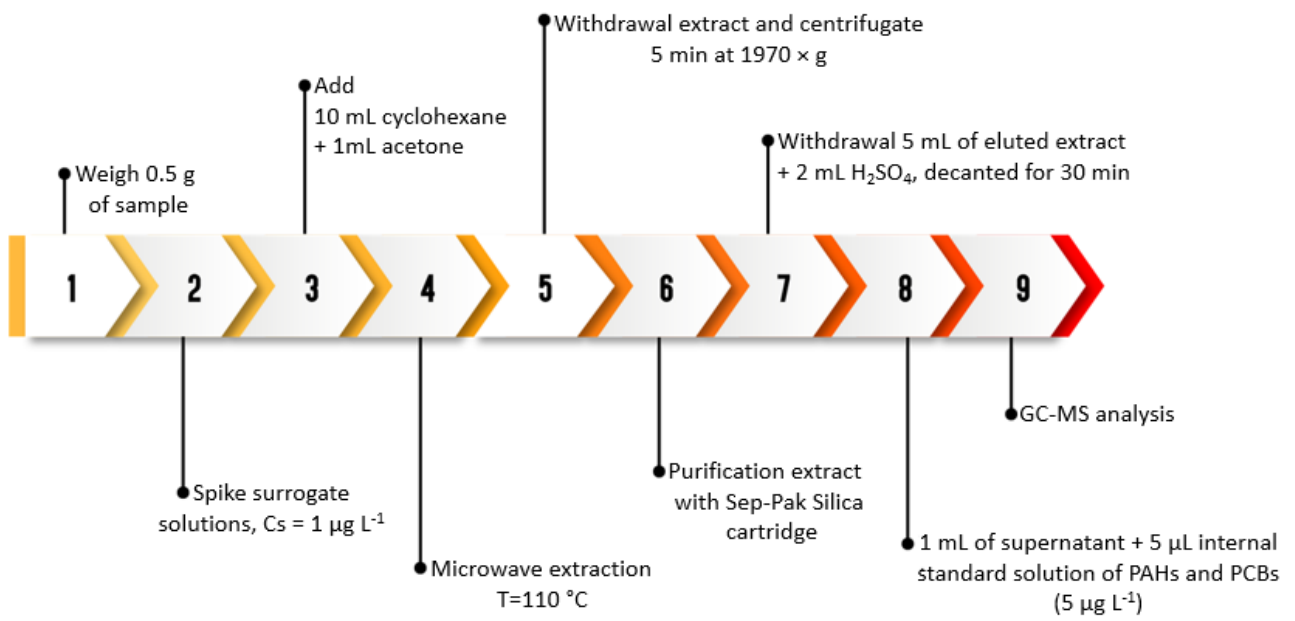 Withdrawal extract and centrifugate
5 min at 1970 × g
Add
10 mL cyclohexane
+ 1mL acetone
Withdrawal 5 mL of eluted extract
+ 2 mL H₂SO₄, decanted for 30 min
Weigh 0.5 g
of sample
1
2
3
4
5
6
7
8
9
GC-MS analysis
Purification extract
with Sep-Pak Silica
cartridge
Spike surrogate
solutions, Cs = 1 µg L⁻¹
1 mL of supernatant + 5 µL internal
standard solution of PAHs and PCBs
(5 µg L⁻¹)
Microwave extraction
T=110 °C